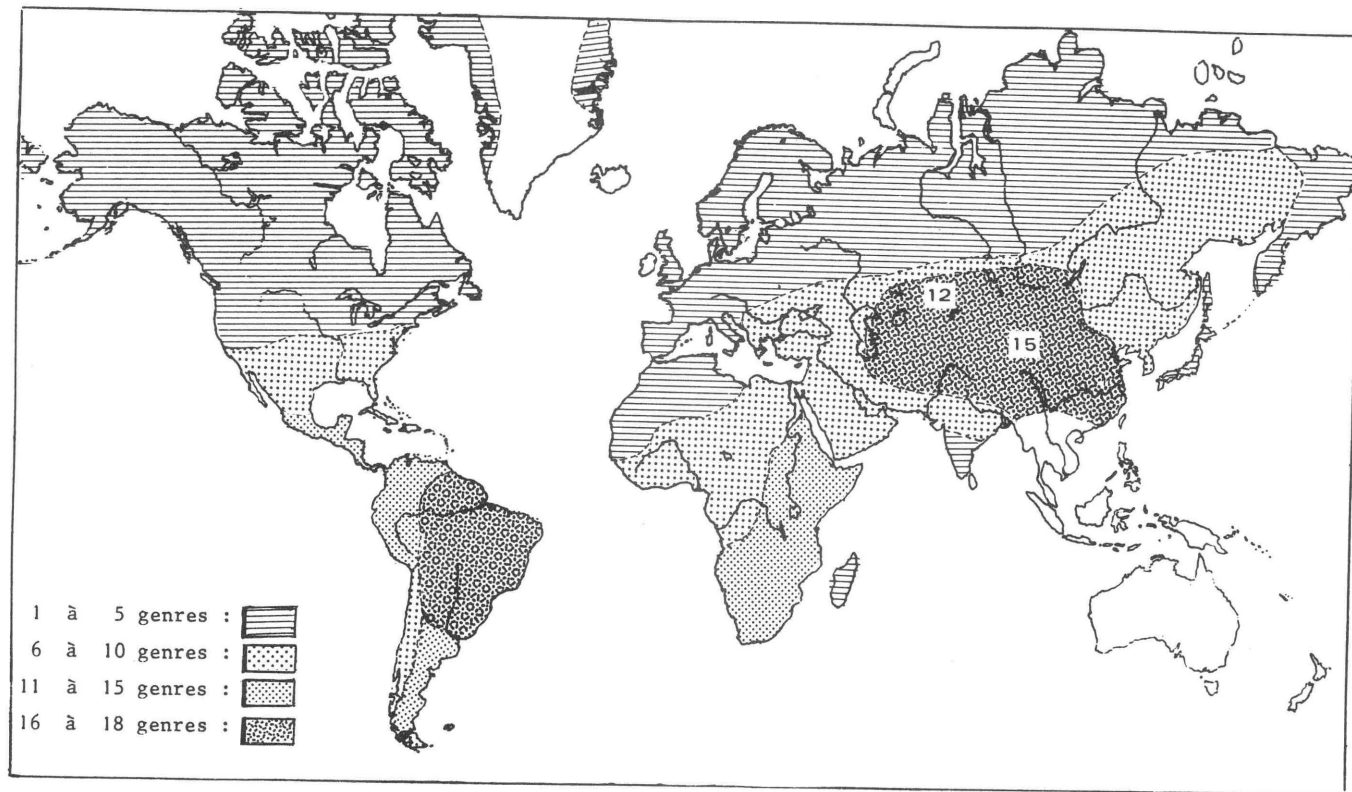 12
15
1 à 5 genres :
6 à 10 genres :
11 à 15 genres :
16 à 18 genres :